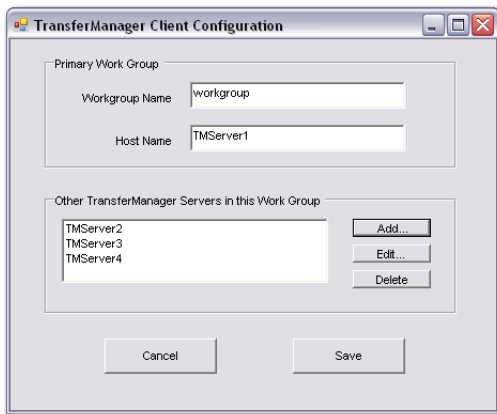 TransferManager Client Configuration
Primary Work Group
Workgroup Name
workgroup
Host Name
TMServer1
Other TransferManager Servers in this Work Group
TMServer2
TMServer3
TMServer4
Add...
Edit...
Delete
Cancel
Save